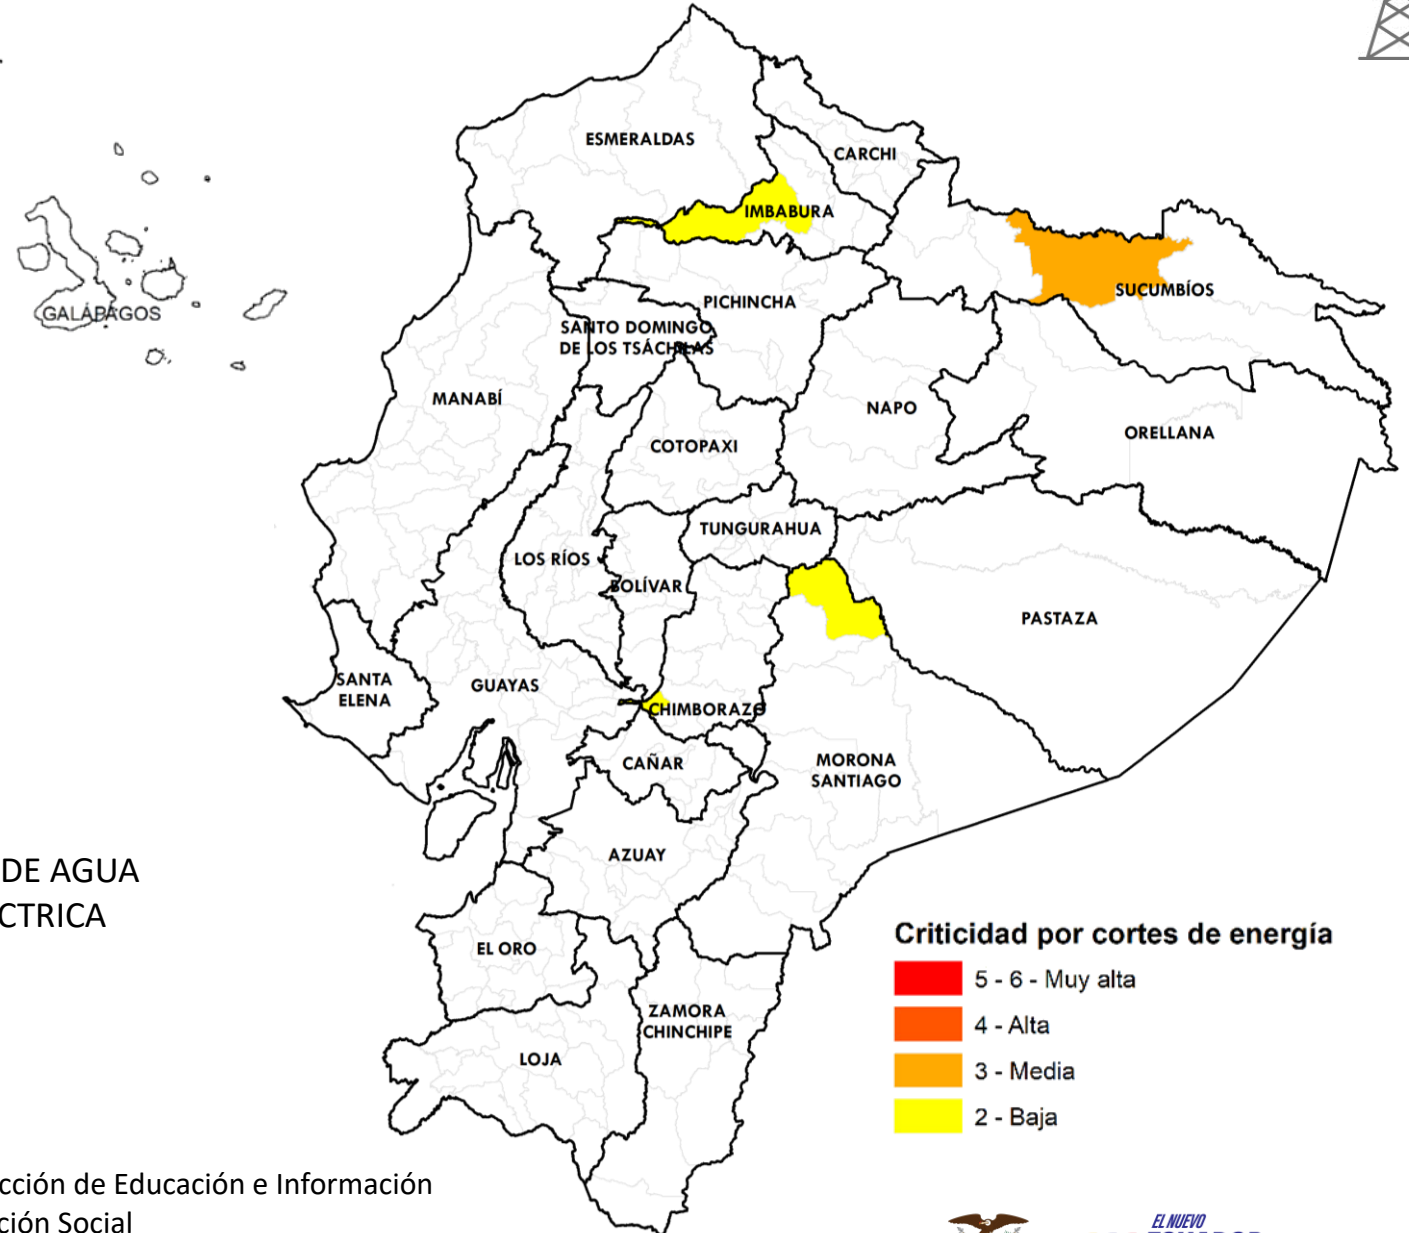 ESMERALDAS
CARCHI
IMBABURA
SUCUMBÍOS
GALÁPAGOS
PICHINCHA
SANTO DOMINGO
DE LOS TSÁCHILAS
MANABÍ
NAPO
ORELLANA
COTOPAXI
TUNGURAHUA
LOS RÍOS
BOLÍVAR
PASTAZA
SANTA
ELENA
GUAYAS
CHIMBORAZO
CAÑAR
MORONA
SANTIAGO
AZUAY
DE AGUA
CTRICA
EL ORO
ZAMORA
CHINCHIPE
LOJA
Criticidad por cortes de energía
5 - 6 - Muy alta
4 - Alta
3 - Media
2 - Baja
cción de Educación e Información
ción Social
EL NUEVO